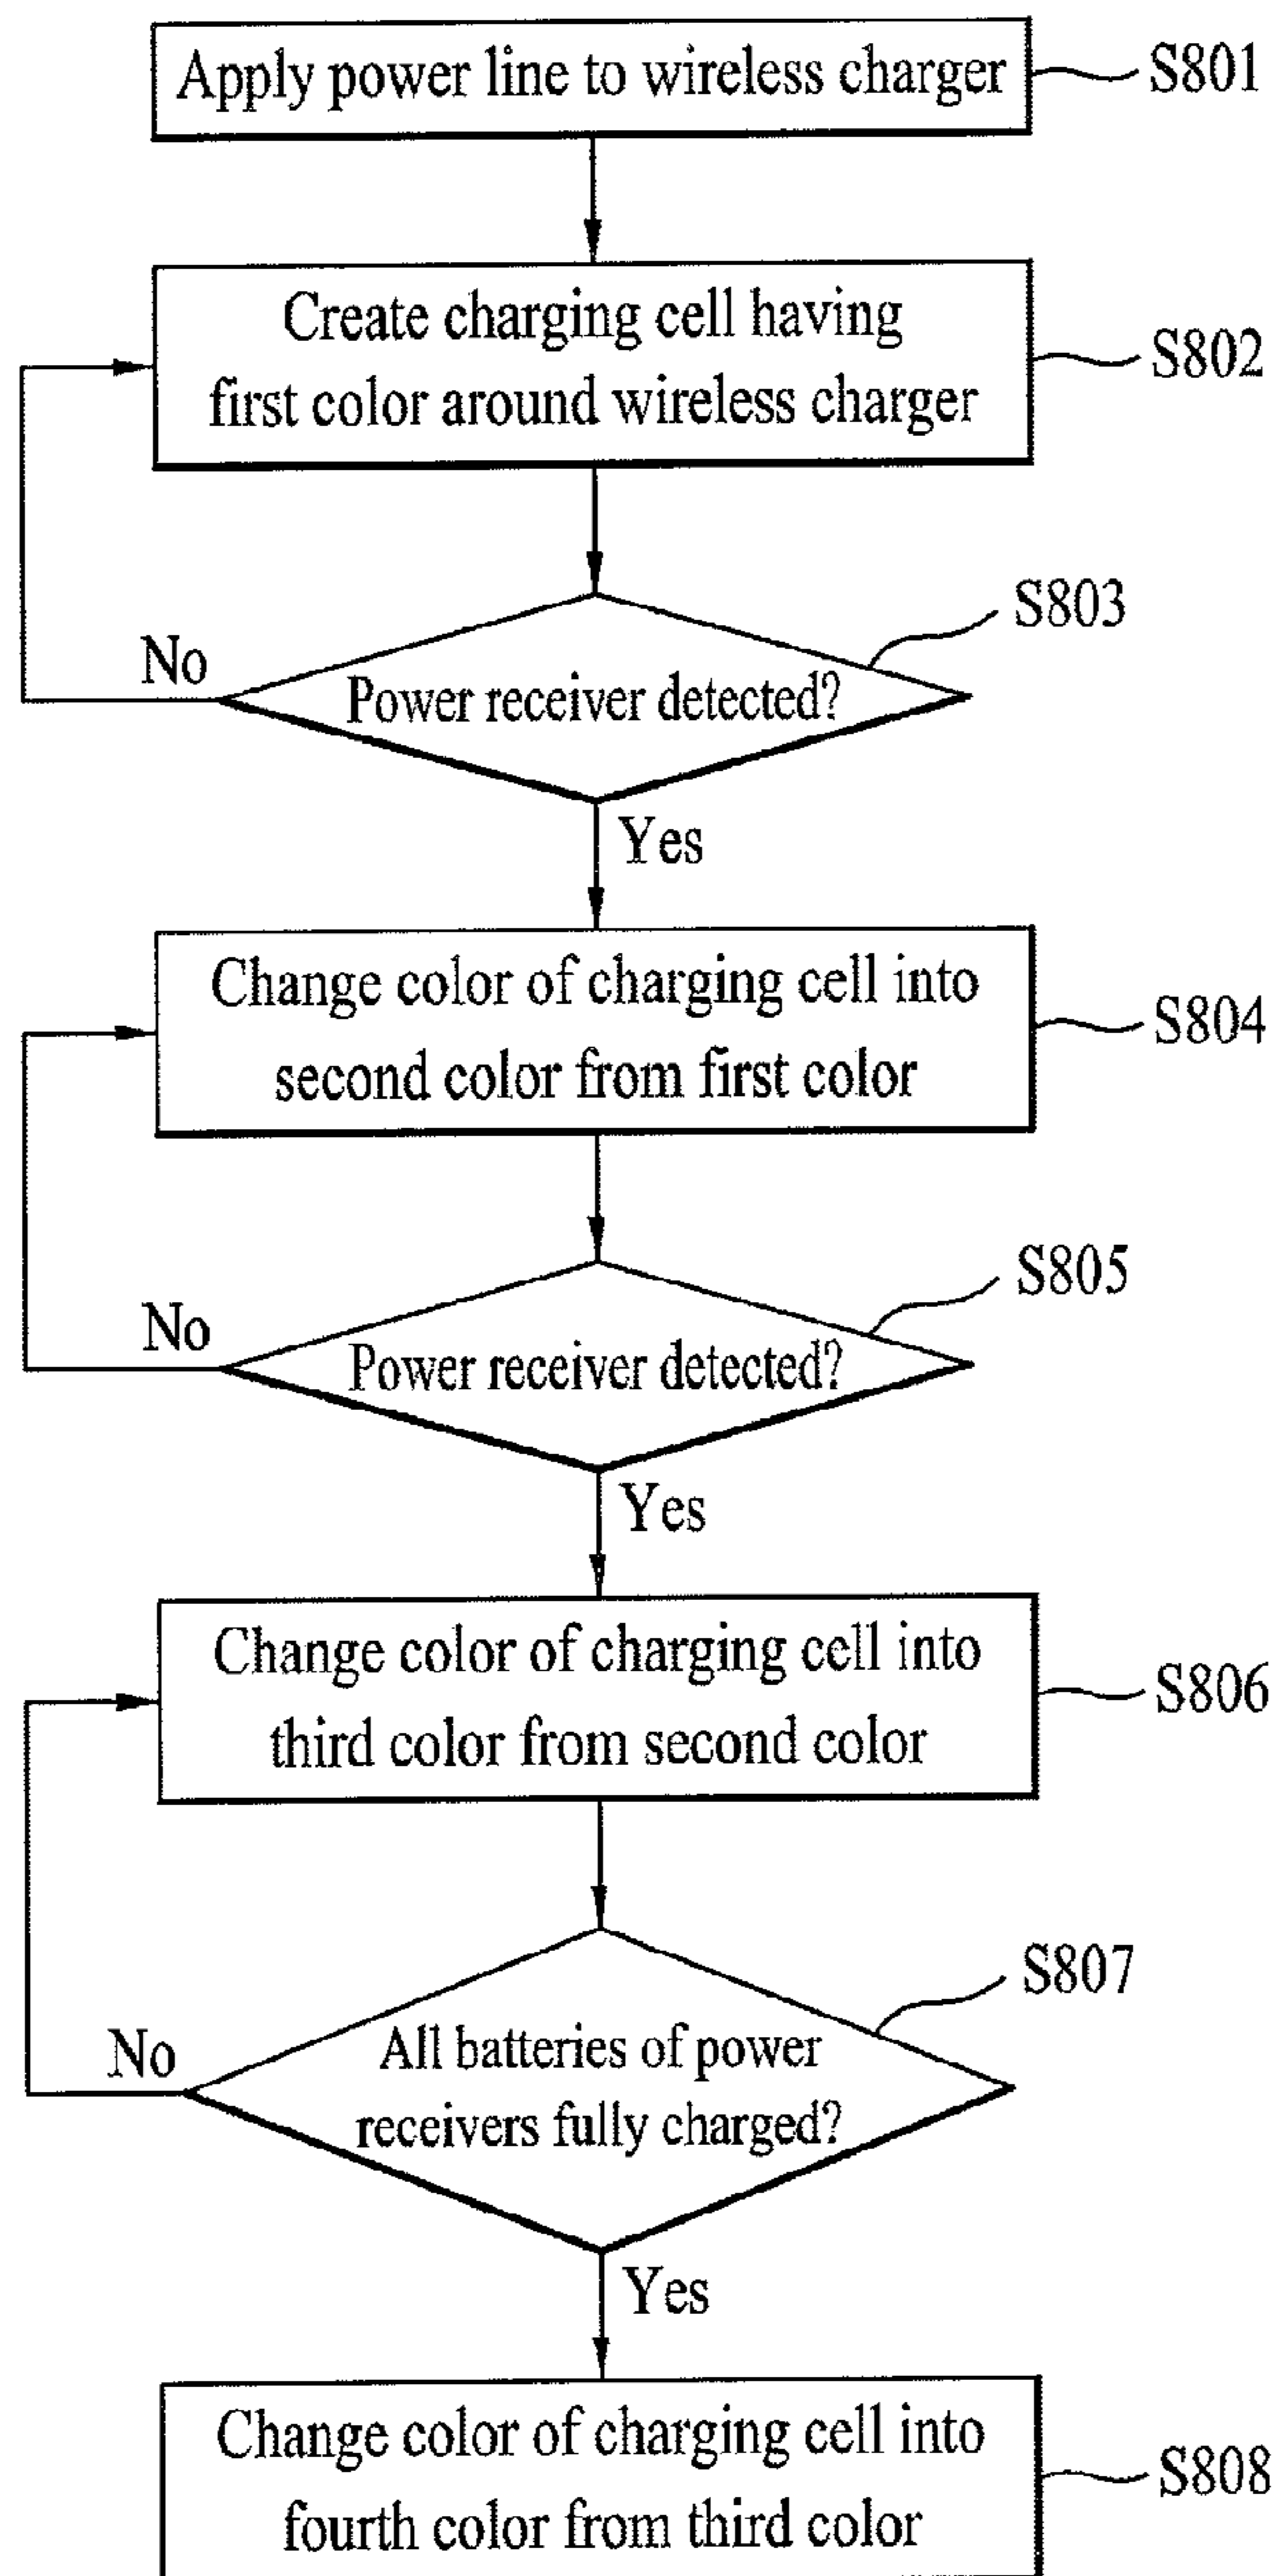 Apply power line to wireless charger
S801
Create charging cell having
first color around wireless charger
S802
S803
No
Power receiver detected?
Yes
Change color of charging cell into
second color from first color
S804
S805
No
Power receiver detected?
Yes
Change color of charging cell into
third color from second color
S806
S807
No
All batteries of power
receivers fully charged?
Yes
Change color of charging cell into
fourth color from third color
S808